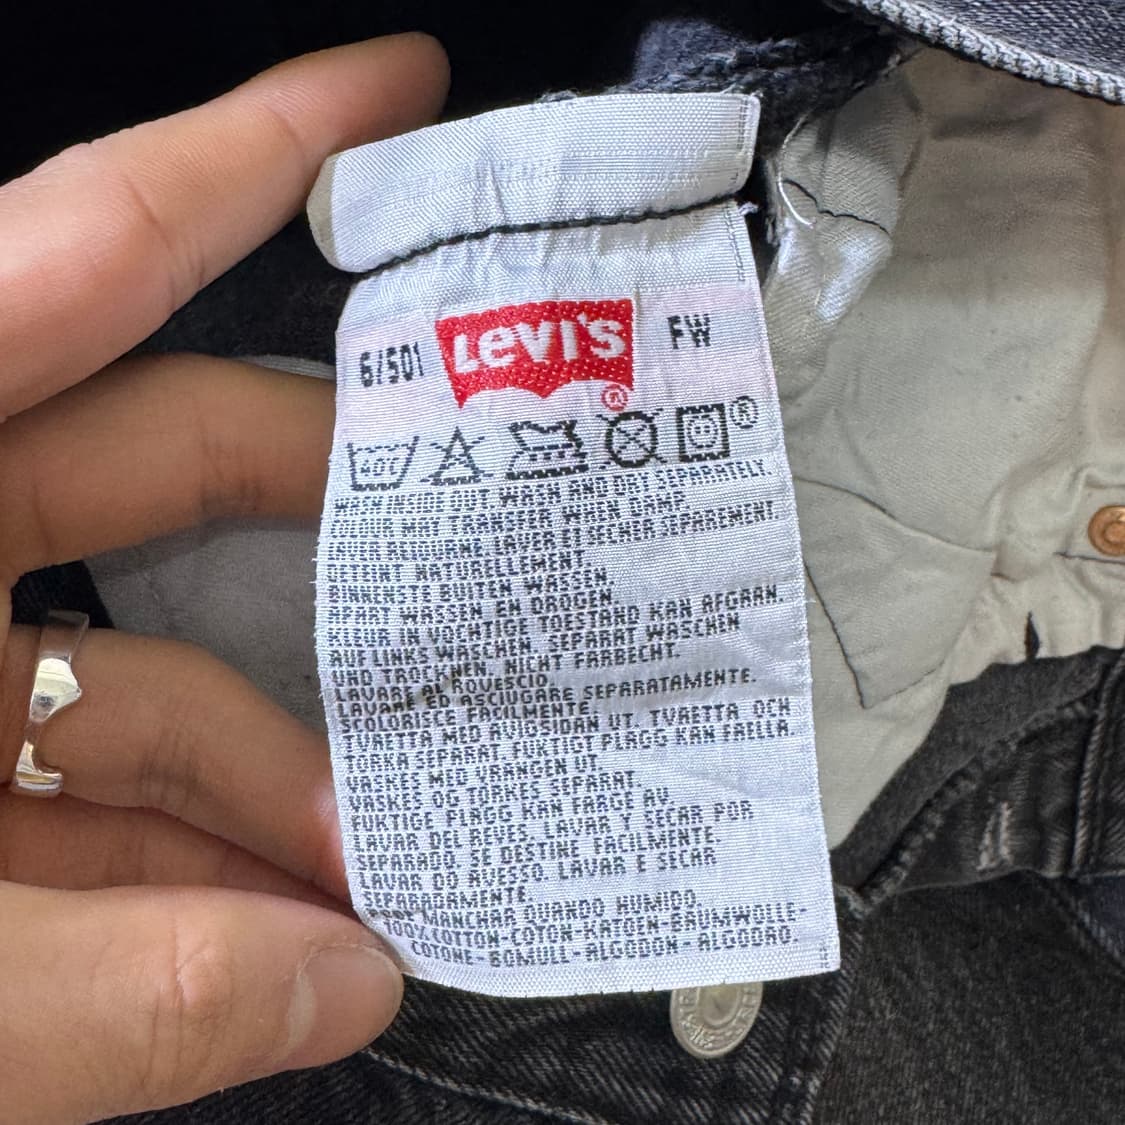 6/501 LEVI'S ® FW
40° ®
WASH INSIDE OUT. WASH AND DRY SEPARATELY.
COLOUR MAY TRANSFER WHEN DAMP.
LAVER RETOURNE. LAVER ET SECHER SEPAREMENT
DETEINT NATURELLEMENT.
BINNENSTE BUITEN WASSEN.
APART WASSEN EN DROGEN.
KLEUR IN VOCHTIGE TOESTAND KAN AFGAAN.
AUF LINKS WASCHEN. SEPARAT WASCHEN
UND TROCKNEN. NICHT FARBECHT.
LAVARE AL ROVESCIO.
LAVARE ED ASCIUGARE SEPARATAMENTE.
SCOLORISCE FACILMENTE.
TVAETTA MED AVIGSIDAN UT. TVAETTA OCH
TORKA SEPARAT. FUKTIGT PLAGG KAN FAELLA.
VASKES MED VRANGEN UT.
VASKES OG TORKES SEPARAT.
FUKTIGE PLAGG KAN FARGE AV.
LAVAR DEL REVES. LAVAR Y SECAR POR
SEPARADO. SE DESTINE FACILMENTE.
LAVAR DO AVESSO. LAVAR E SECAR
SEPARADAMENTE.
MANCHAR QUANDO HUMIDO.
100% COTTON-COTON-KATOEN-BAUMWOLLE-
COTONE-BOMULL-ALGODON-ALGODAO.